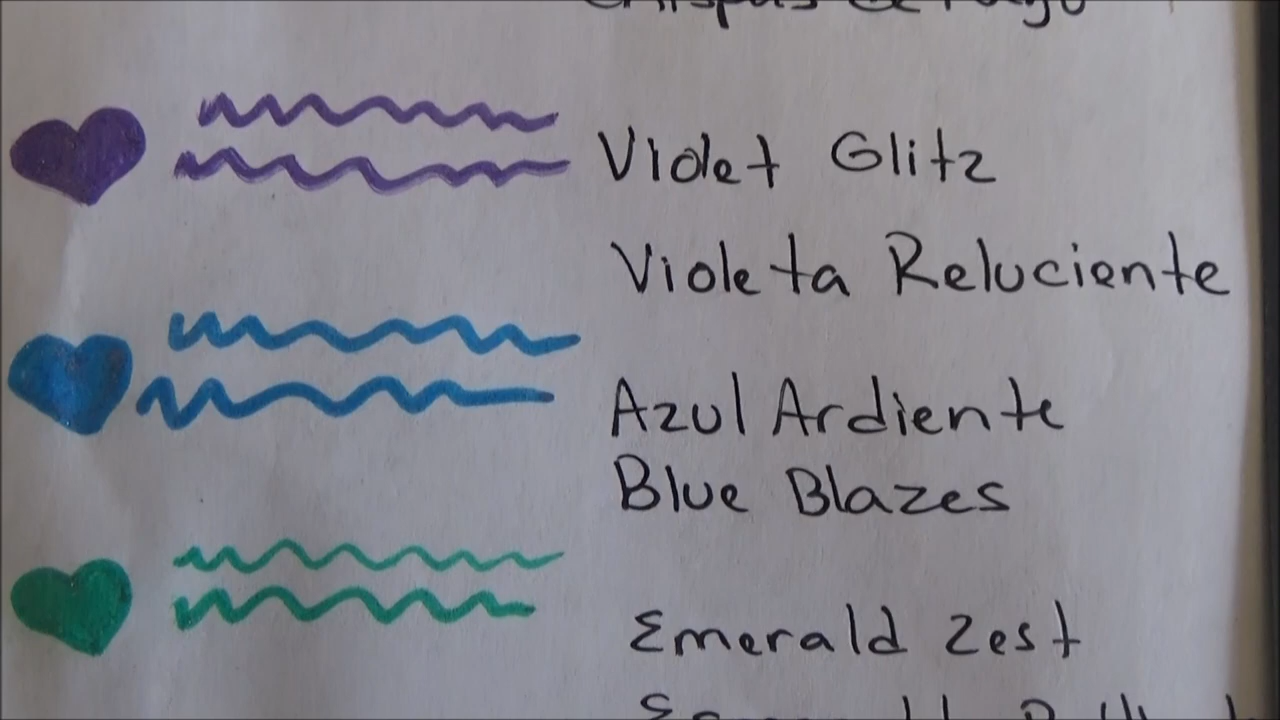 Violet Glitz
Violeta Reluciente
Azul Ardiente
Blue Blazes
Emerald Zest